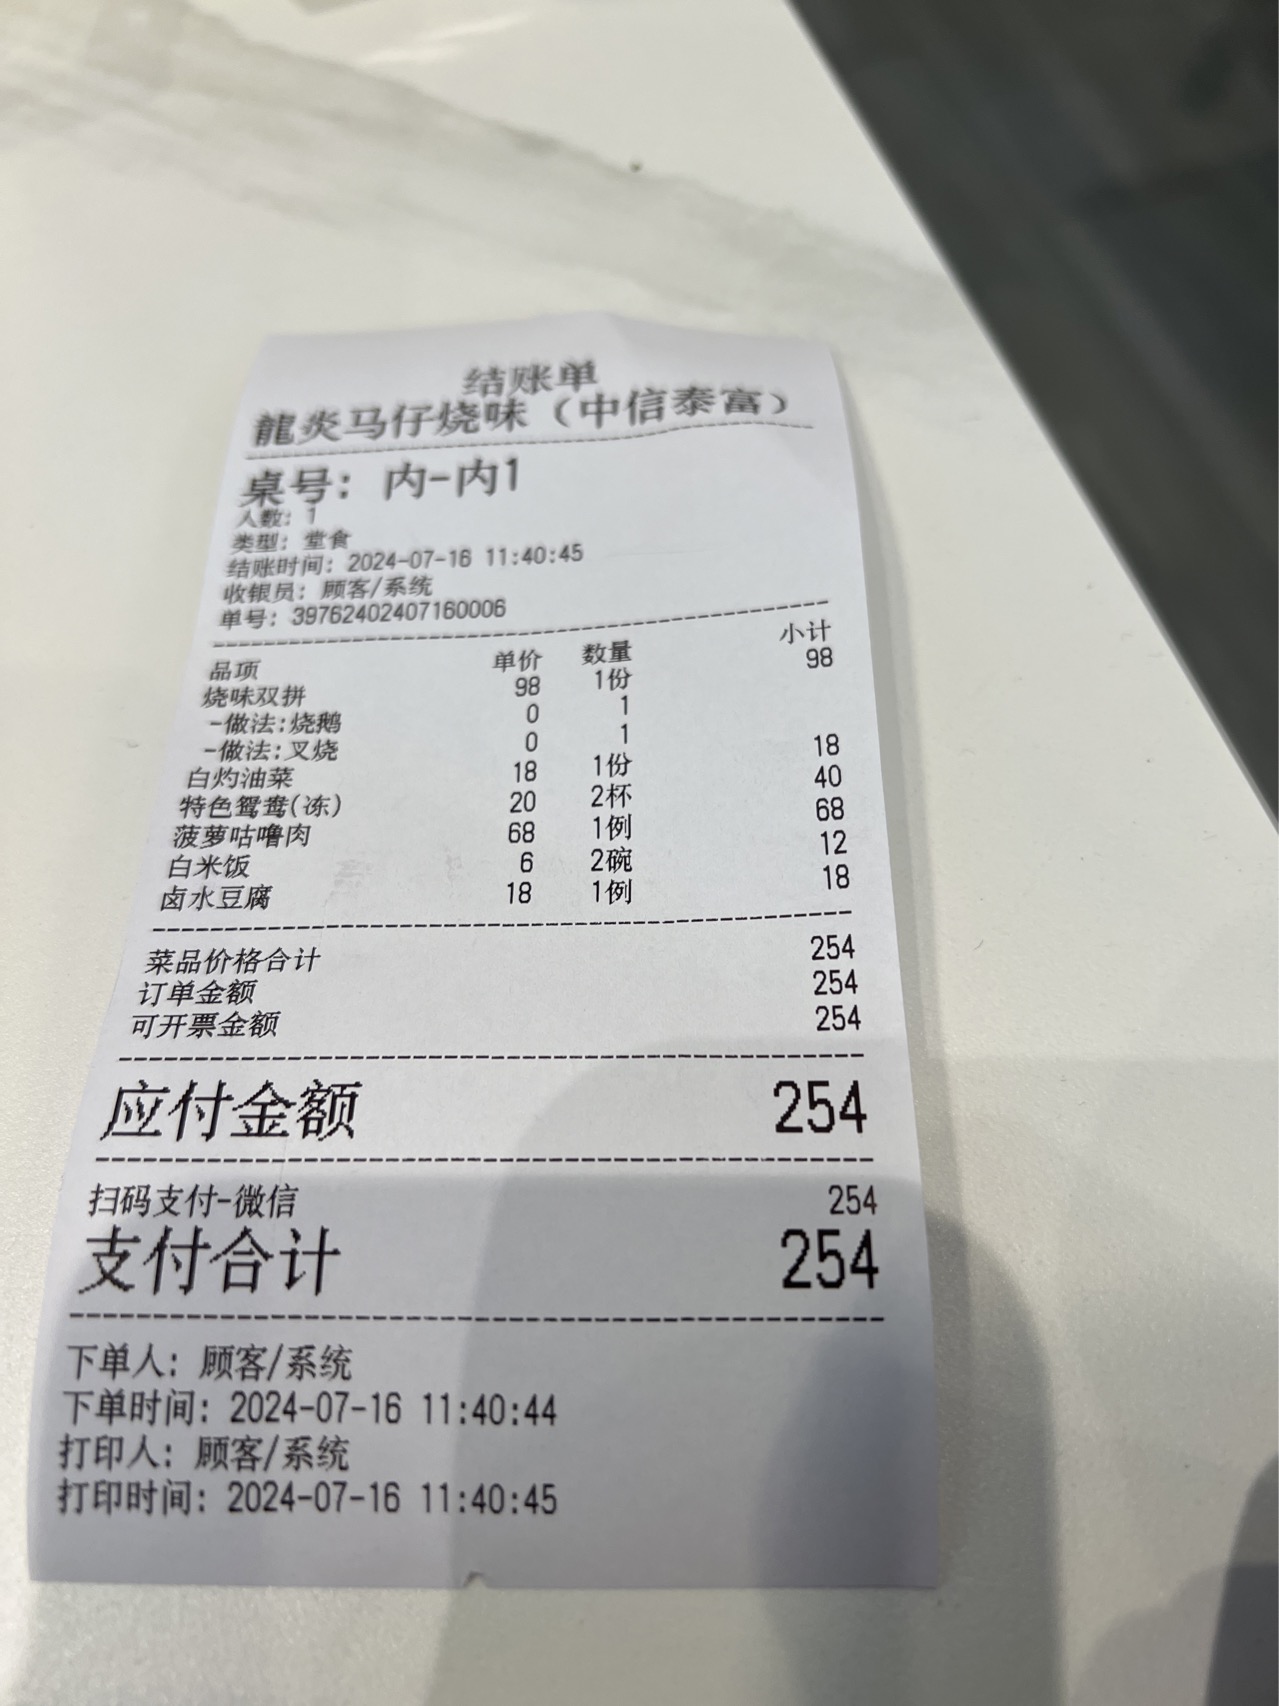 结账单
龍炎马仔烧味（中信泰富）
桌号：内-内1
人数：1
类型：堂食
结账时间：2024-07-16 11:40:45
收银员：顾客/系统
单号：39762402407160006
品项 单价 数量 小计
烧味双拼 98 1份 98
-做法:烧鹅 0 1
-做法:叉烧 0 1
白灼油菜 18 1份 18
特色鸳鸯(冻) 20 2杯 40
菠萝咕噜肉 68 1例 68
白米饭 6 2碗 12
卤水豆腐 18 1例 18
菜品价格合计 254
订单金额 254
可开票金额 254
应付金额 254
扫码支付-微信 254
支付合计 254
下单人：顾客/系统
下单时间：2024-07-16 11:40:44
打印人：顾客/系统
打印时间：2024-07-16 11:40:45